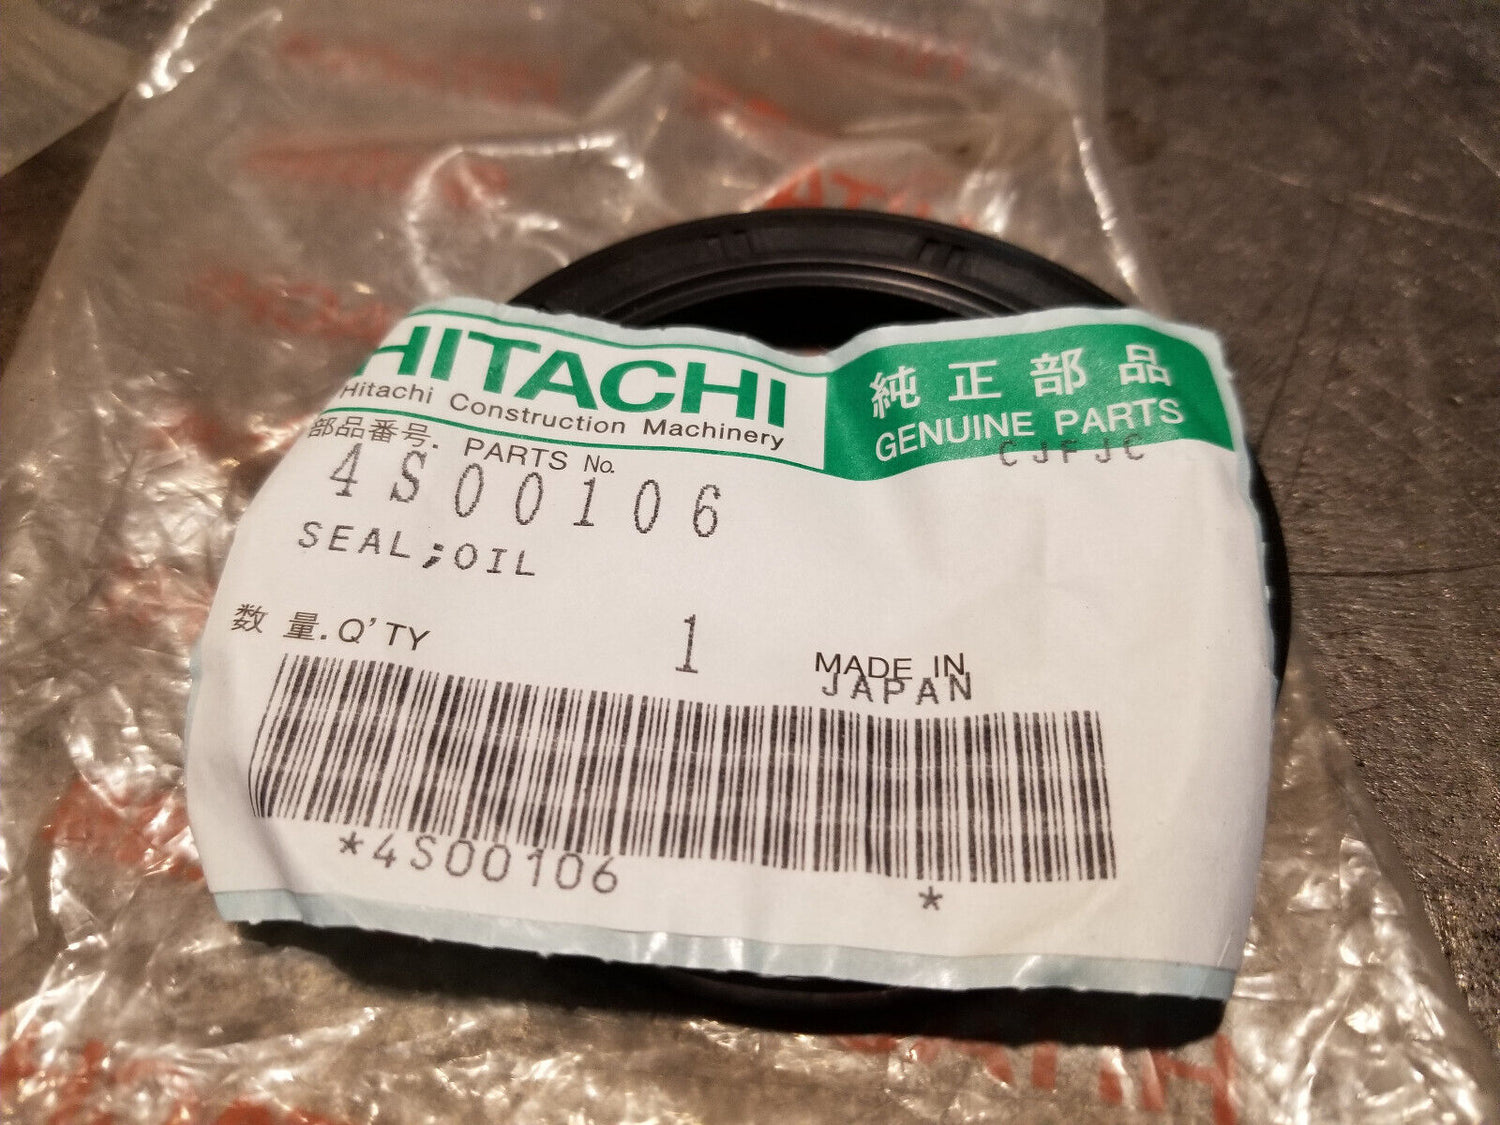 HITACHI
Hitachi Construction Machinery
純正部品
GENUINE PARTS
CJFJC
部品番号. PARTS No.
4S00106
SEAL;OIL
数量.Q'TY 1
MADE IN
JAPAN
*4S00106 *